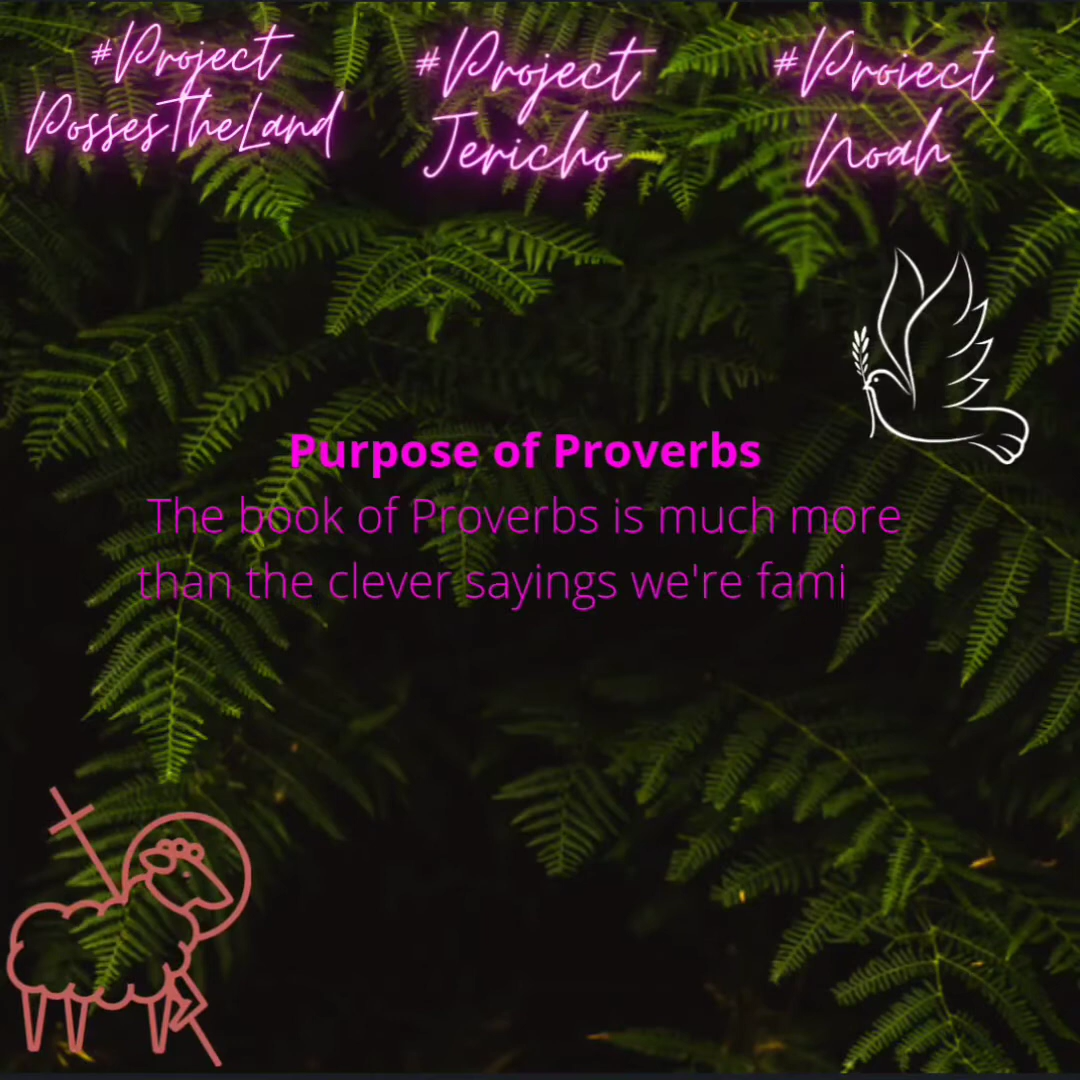 #Project
PossesTheLand
#Project
Jericho
#Project
Noah
Purpose of Proverbs
The book of Proverbs is much more
than the clever sayings we're fami